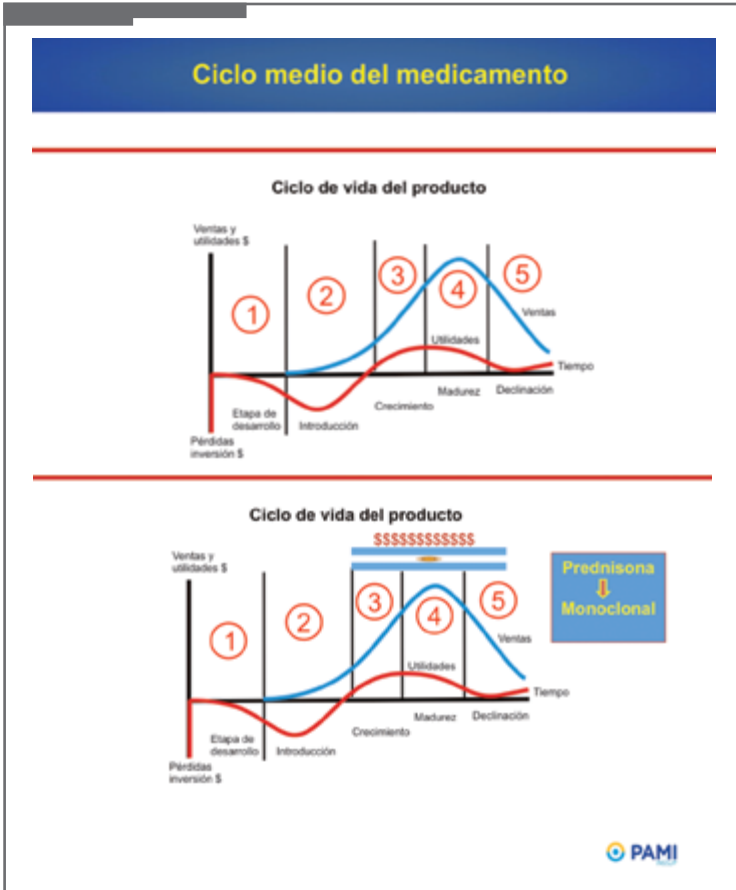 Ciclo medio del medicamento
Ciclo de vida del producto
Ventas y
utilidades $
1
2
3
4
5
Ventas
Utilidades
Tiempo
Madurez
Declinación
Crecimiento
Etapa de
desarrollo
Introducción
Pérdidas
inversión $
Ciclo de vida del producto
$$$$$$$$$$$$
Ventas y
utilidades $
1
2
3
4
5
Prednisona
Monoclonal
Ventas
Utilidades
Tiempo
Madurez
Declinación
Crecimiento
Etapa de
desarrollo
Introducción
Pérdidas
inversión $
PAMI